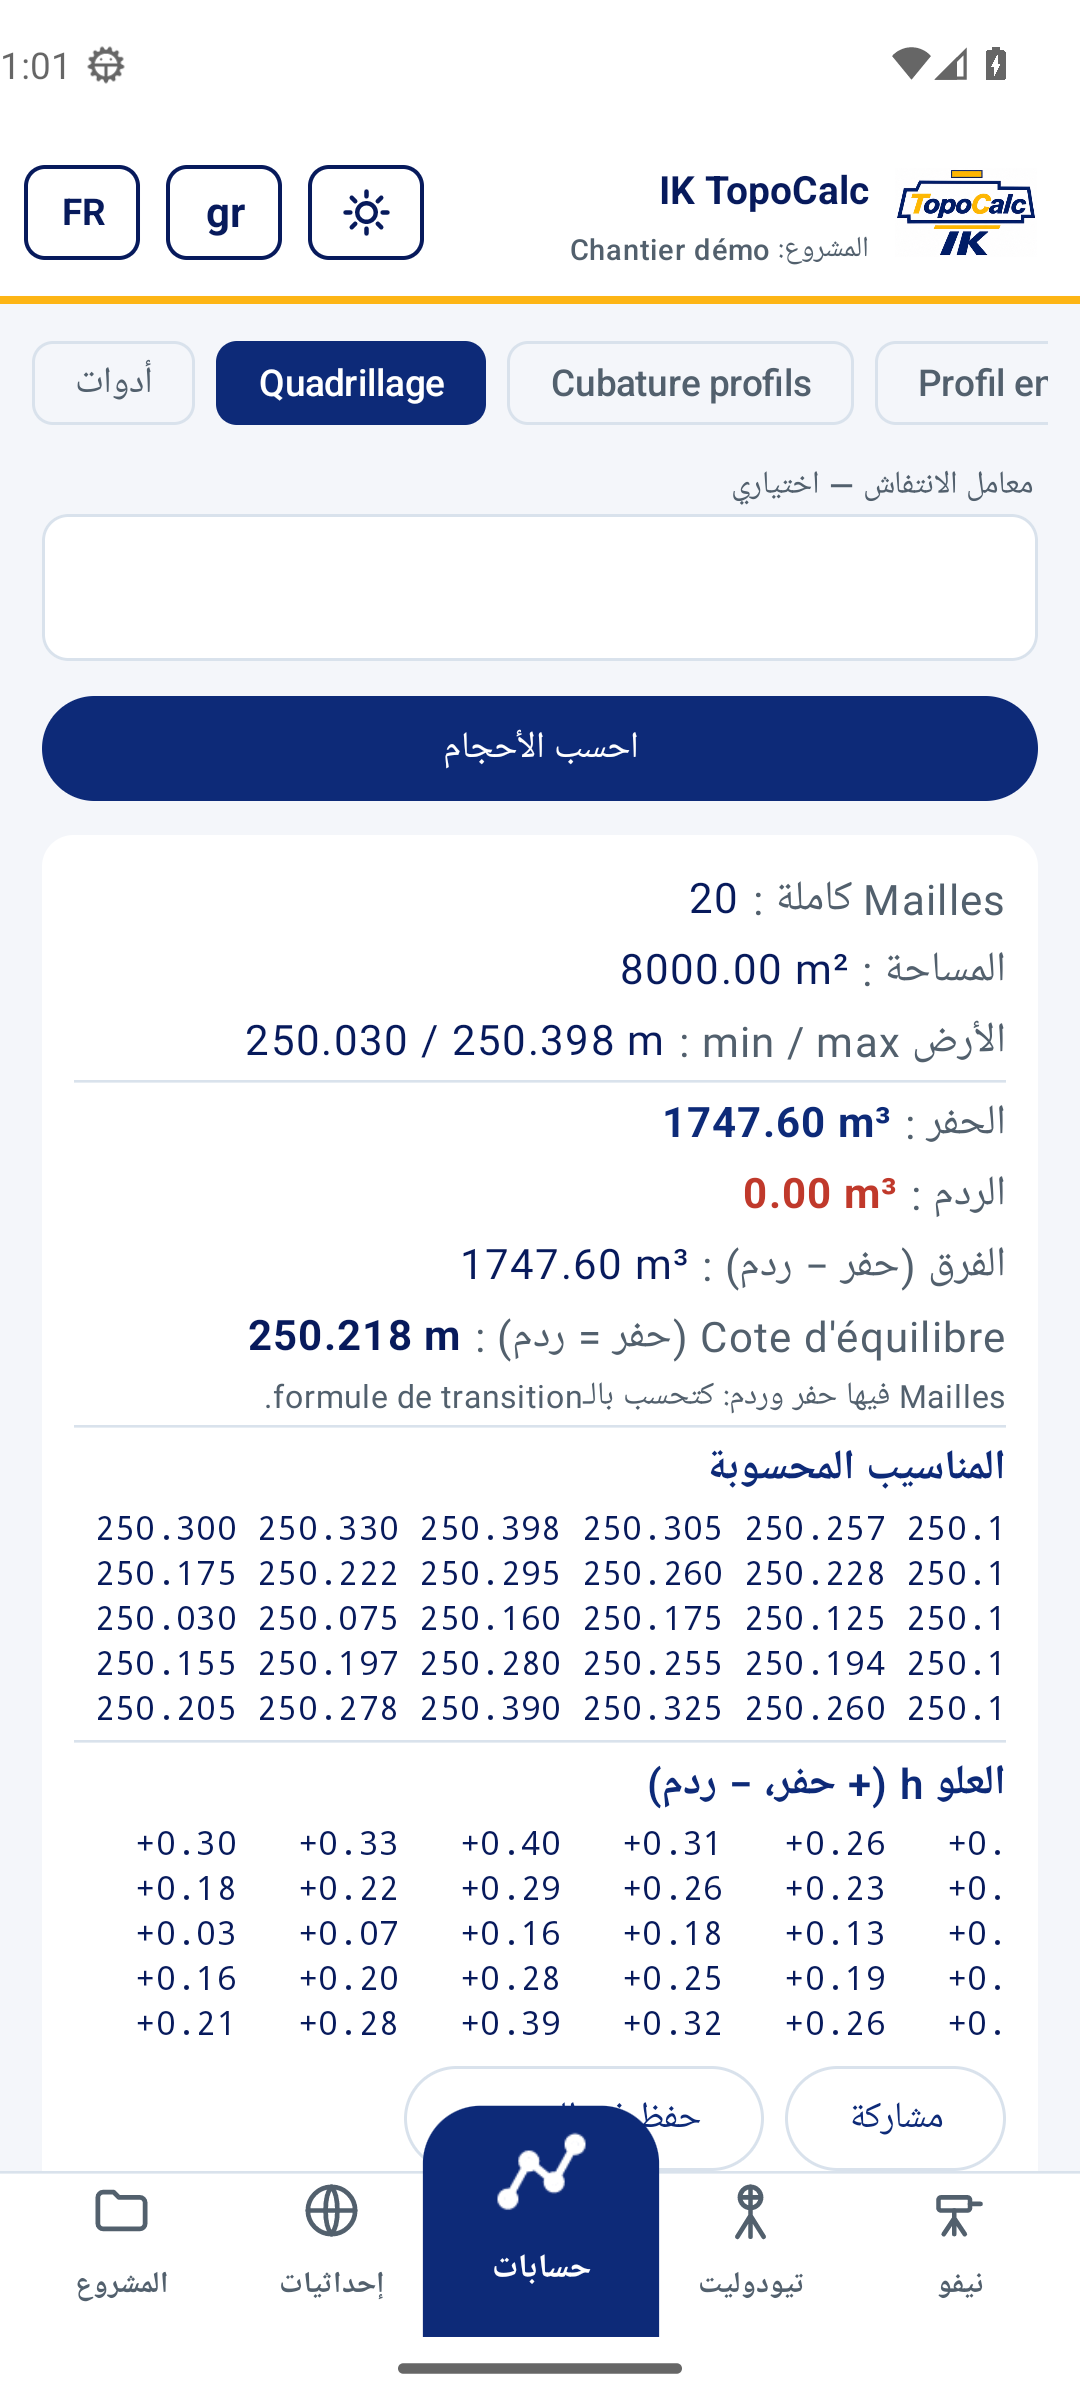 1:01
FR gr IK TopoCalc TopoCalc IK
المشروع: Chantier démo
أدوات Quadrillage Cubature profils Profil en
معامل الانتفاش — اختياري
احسب الأحجام
Mailles كاملة : 20
المساحة : 8000.00 m²
الأرض min / max : 250.030 / 250.398 m
الحفر : 1747.60 m³
الردم : 0.00 m³
الفرق (حفر − ردم) : 1747.60 m³
Cote d'équilibre (حفر = ردم) : 250.218 m
Mailles فيها حفر وردم: كتحسب بالـformule de transition.
المناسيب المحسوبة
250.300 250.330 250.398 250.305 250.257 250.1
250.175 250.222 250.295 250.260 250.228 250.1
250.030 250.075 250.160 250.175 250.125 250.1
250.155 250.197 250.280 250.255 250.194 250.1
250.205 250.278 250.390 250.325 250.260 250.1
العلو h (+ حفر، − ردم)
+0.30 +0.33 +0.40 +0.31 +0.26 +0.
+0.18 +0.22 +0.29 +0.26 +0.23 +0.
+0.03 +0.07 +0.16 +0.18 +0.13 +0.
+0.16 +0.20 +0.28 +0.25 +0.19 +0.
+0.21 +0.28 +0.39 +0.32 +0.26 +0.
مشاركة حفظ
نيفو تيودوليت حسابات إحداثيات المشروع